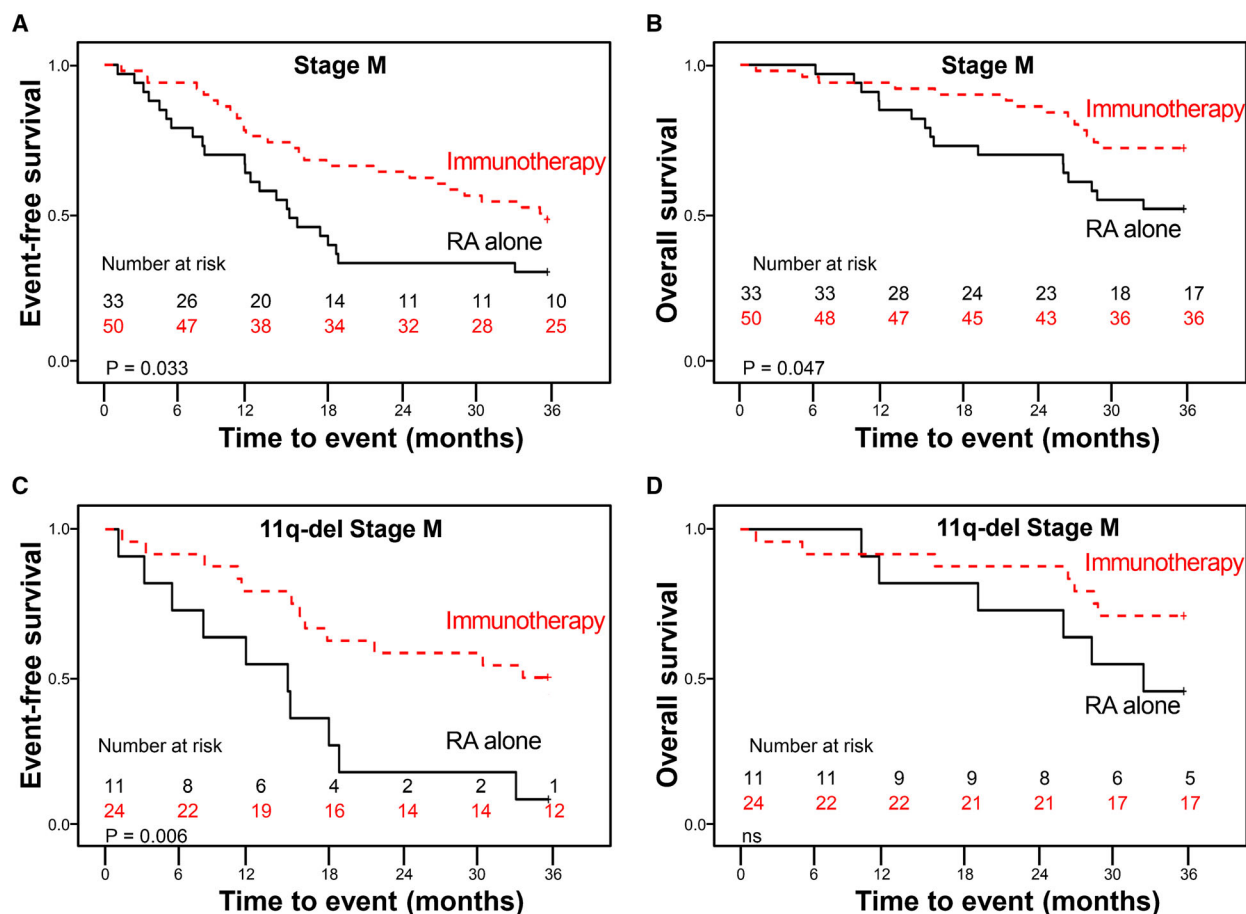 A
Stage M
Event-free survival
1.0
0.5
0.0
Immunotherapy
RA alone
Number at risk
33 26 20 14 11 11 10
50 47 38 34 32 28 25
P = 0.033
0 6 12 18 24 30 36
Time to event (months)
B
Stage M
Overall survival
1.0
0.5
0.0
Immunotherapy
RA alone
Number at risk
33 33 28 24 23 18 17
50 48 47 45 43 36 36
P = 0.047
0 6 12 18 24 30 36
Time to event (months)
C
11q-del Stage M
Event-free survival
1.0
0.5
0.0
Immunotherapy
RA alone
Number at risk
11 8 6 4 2 2 1
24 22 19 16 14 14 12
P = 0.006
0 6 12 18 24 30 36
Time to event (months)
D
11q-del Stage M
Overall survival
1.0
0.5
0.0
Immunotherapy
RA alone
Number at risk
11 11 9 9 8 6 5
24 22 22 21 21 17 17
ns
0 6 12 18 24 30 36
Time to event (months)